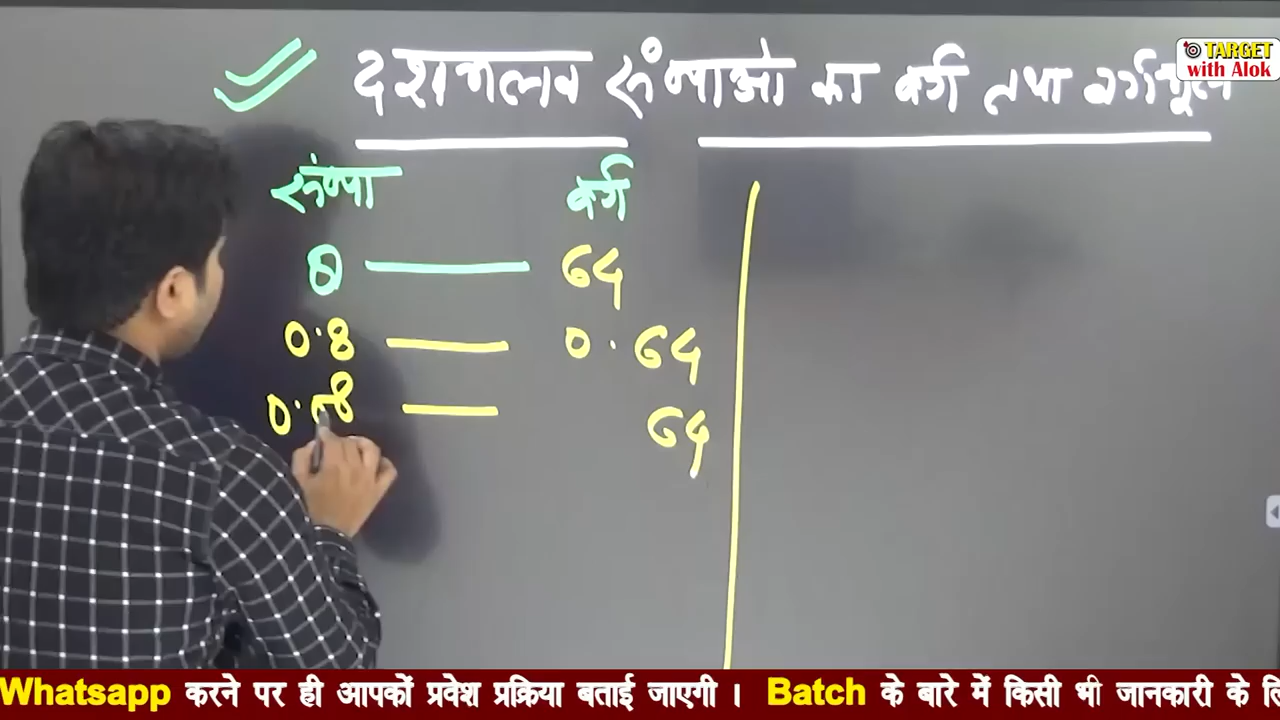 TARGET
with Alok
दशमलव संख्याओ का वर्ग तथा वर्गमूल
संख्या वर्ग
8 64
0.8 0.64
0.08 64
Whatsapp करने पर ही आपकों प्रवेश प्रक्रिया बताई जाएगी । Batch के बारे में किसी भी जानकारी के लि